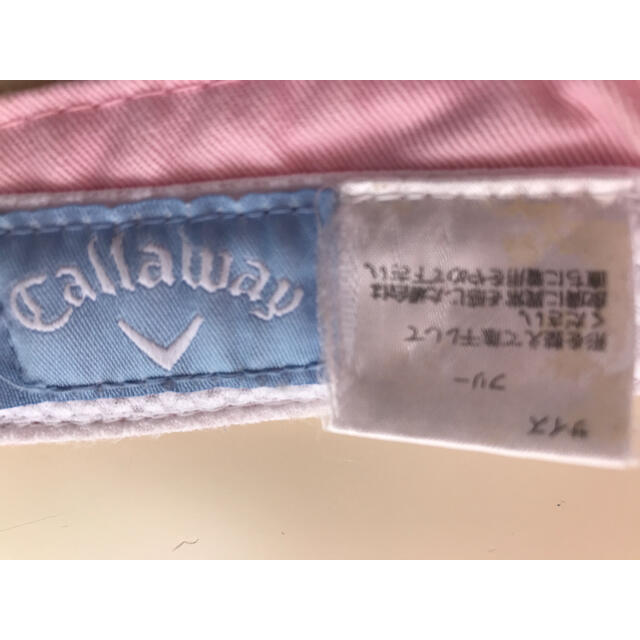 Callaway
サイズ
フリー
形を整えて陰干しして
ください。
皮膚に異常を感じた場合は
直ちに着用をやめて下さい。